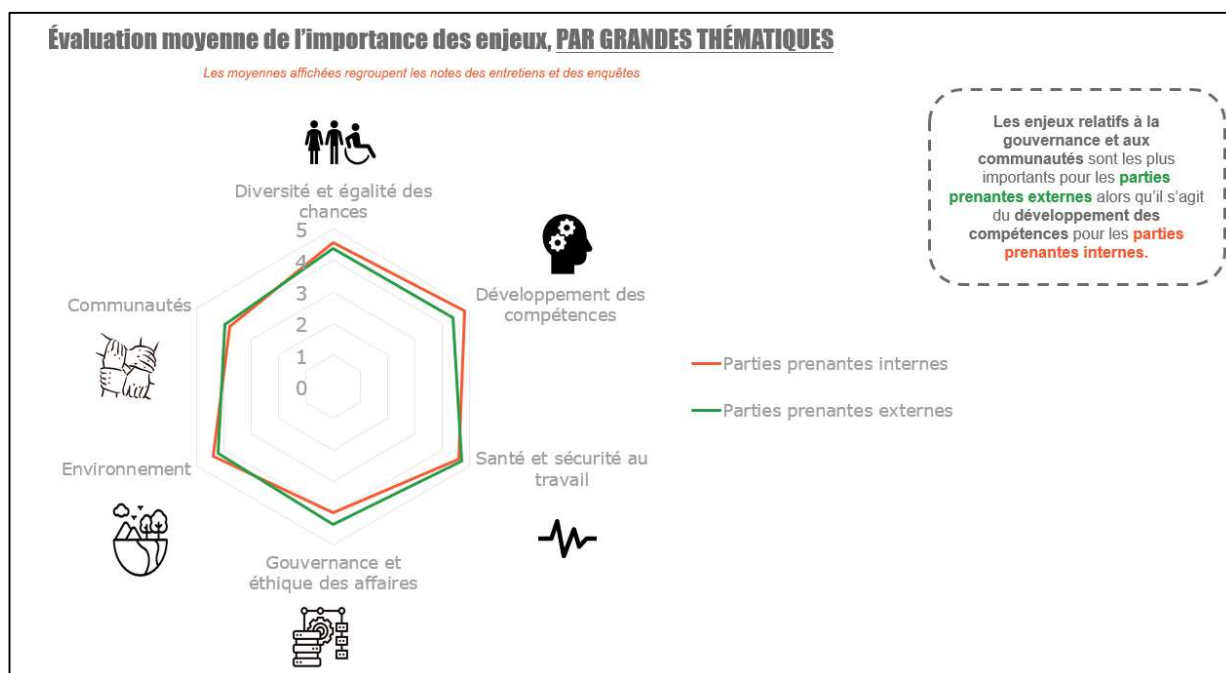 Évaluation moyenne de l'importance des enjeux, PAR GRANDES THÉMATIQUES
Les moyennes affichées regroupent les notes des entretiens et des enquêtes
Les enjeux relatifs à la
gouvernance et aux
communautés sont les plus
importants pour les parties
prenantes externes alors qu'il s'agit
du développement des
compétences pour les parties
prenantes internes.
Diversité et égalité des
chances
5
4
3
2
1
0
Développement des
compétences
Santé et sécurité au
travail
Gouvernance et
éthique des affaires
Environnement
Communautés
Parties prenantes internes
Parties prenantes externes